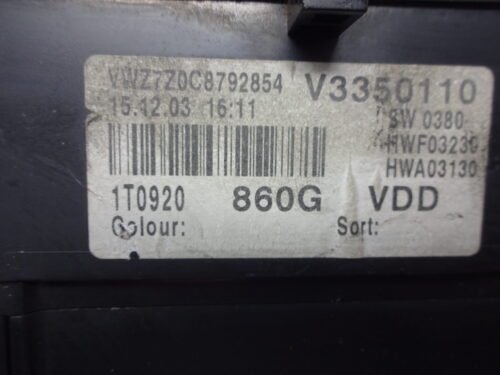 VWZ7Z0C8792854 V3350110
15.12.03 16:11 SW 0380
HWF03230
HWA03130
1T0920 860G VDD
Colour: Sort: